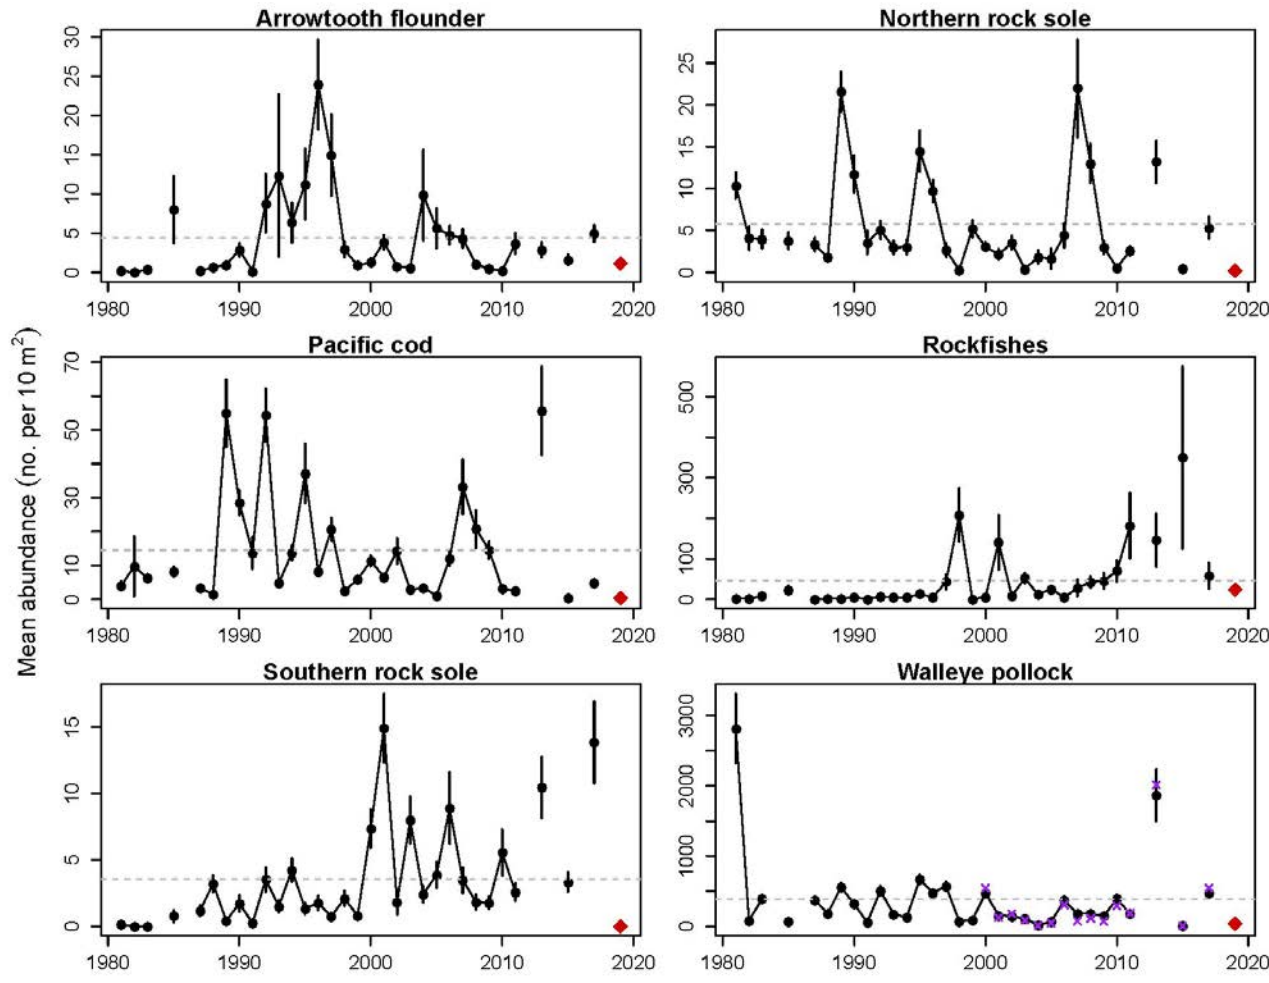 Arrowtooth flounder
Northern rock sole
30
25
20
15
10
5
0
1980 1990 2000 2010 2020
25
20
15
10
5
0
1980 1990 2000 2010 2020
Mean abundance (no. per 10 m²)
Pacific cod
Rockfishes
70
50
30
10
0
1980 1990 2000 2010 2020
500
300
100
0
1980 1990 2000 2010 2020
Southern rock sole
Walleye pollock
15
10
5
0
1980 1990 2000 2010 2020
3000
2000
1000
0
1980 1990 2000 2010 2020